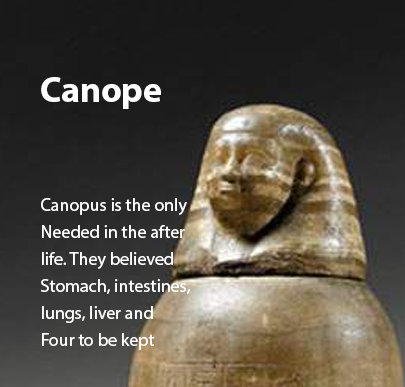 Canope
Canopus is the only
Needed in the after
life. They believed
Stomach, intestines,
lungs, liver and
Four to be kept